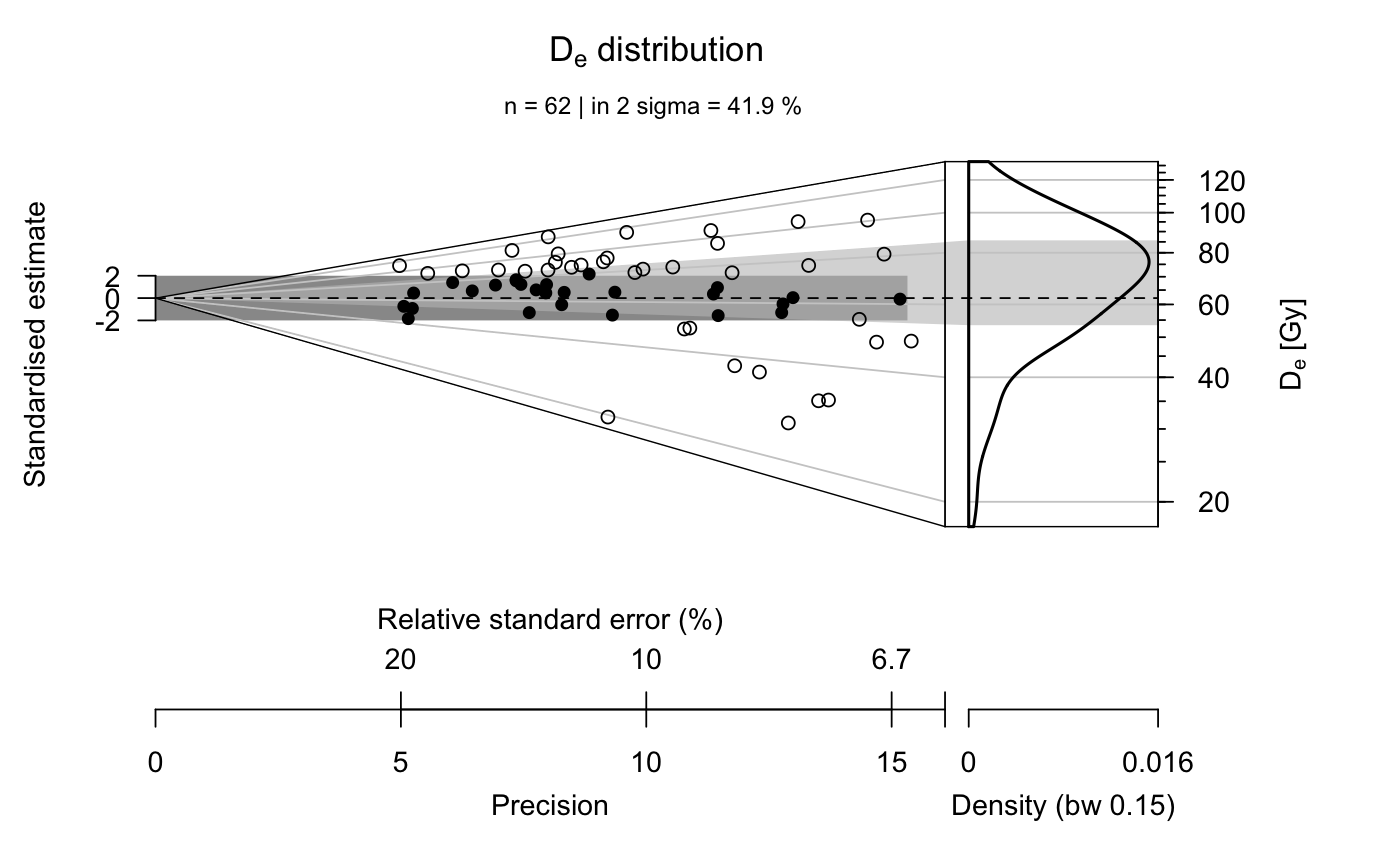 De distribution
n = 62 | in 2 sigma = 41.9 %
Standardised estimate
2
0
-2
120
100
80
60
40
20
De [Gy]
Relative standard error (%)
20 10 6.7
0 5 10 15 0 0.016
Precision Density (bw 0.15)